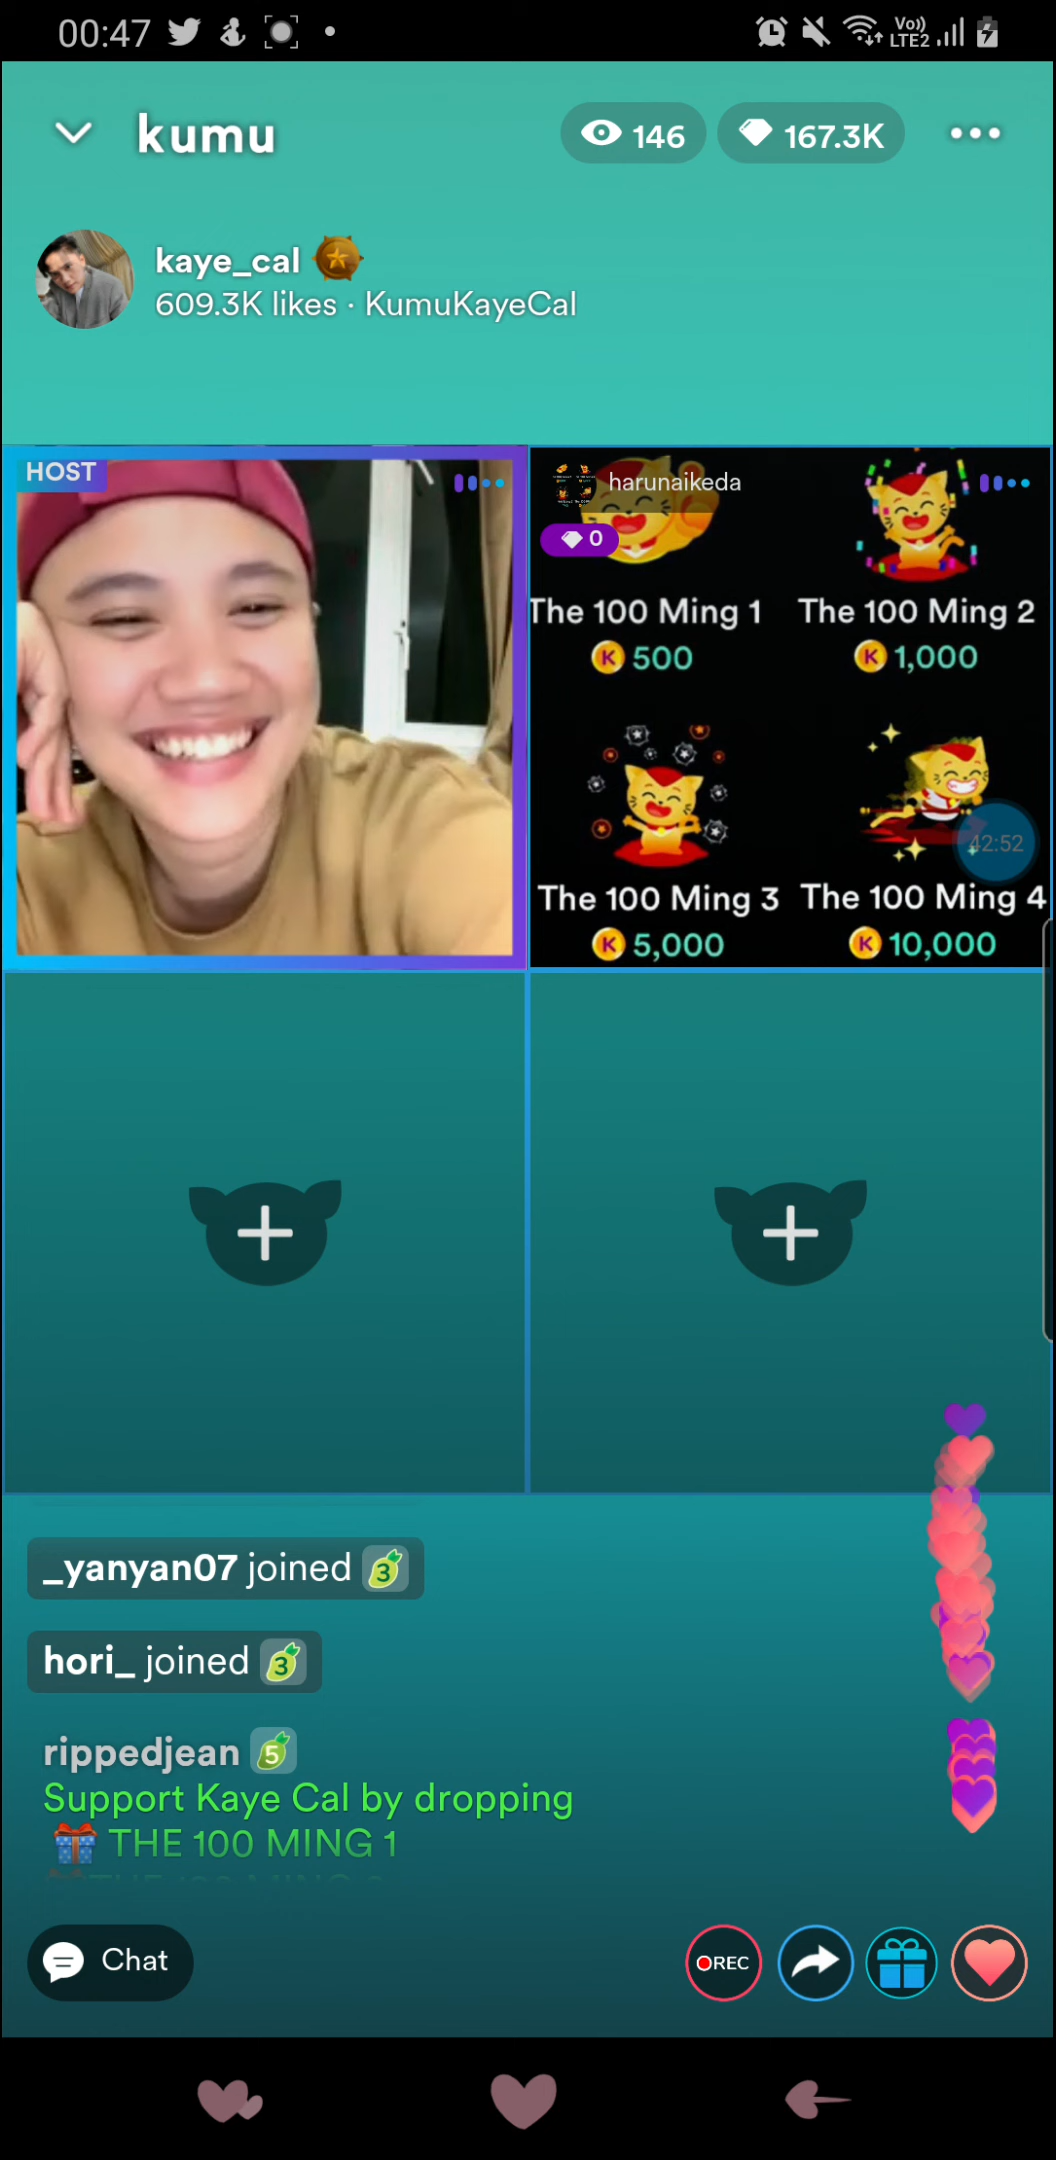 00:47
Vo))
LTE2
kumu
146
167.3K
kaye_cal
609.3K likes · KumuKayeCal
HOST
harunaikeda
0
The 100 Ming 1
The 100 Ming 2
K 500
K 1,000
42:52
The 100 Ming 3
The 100 Ming 4
K 5,000
K 10,000
_yanyan07 joined 3
hori_ joined 3
rippedjean 5
Support Kaye Cal by dropping
🎁 THE 100 MING 1
Chat
REC